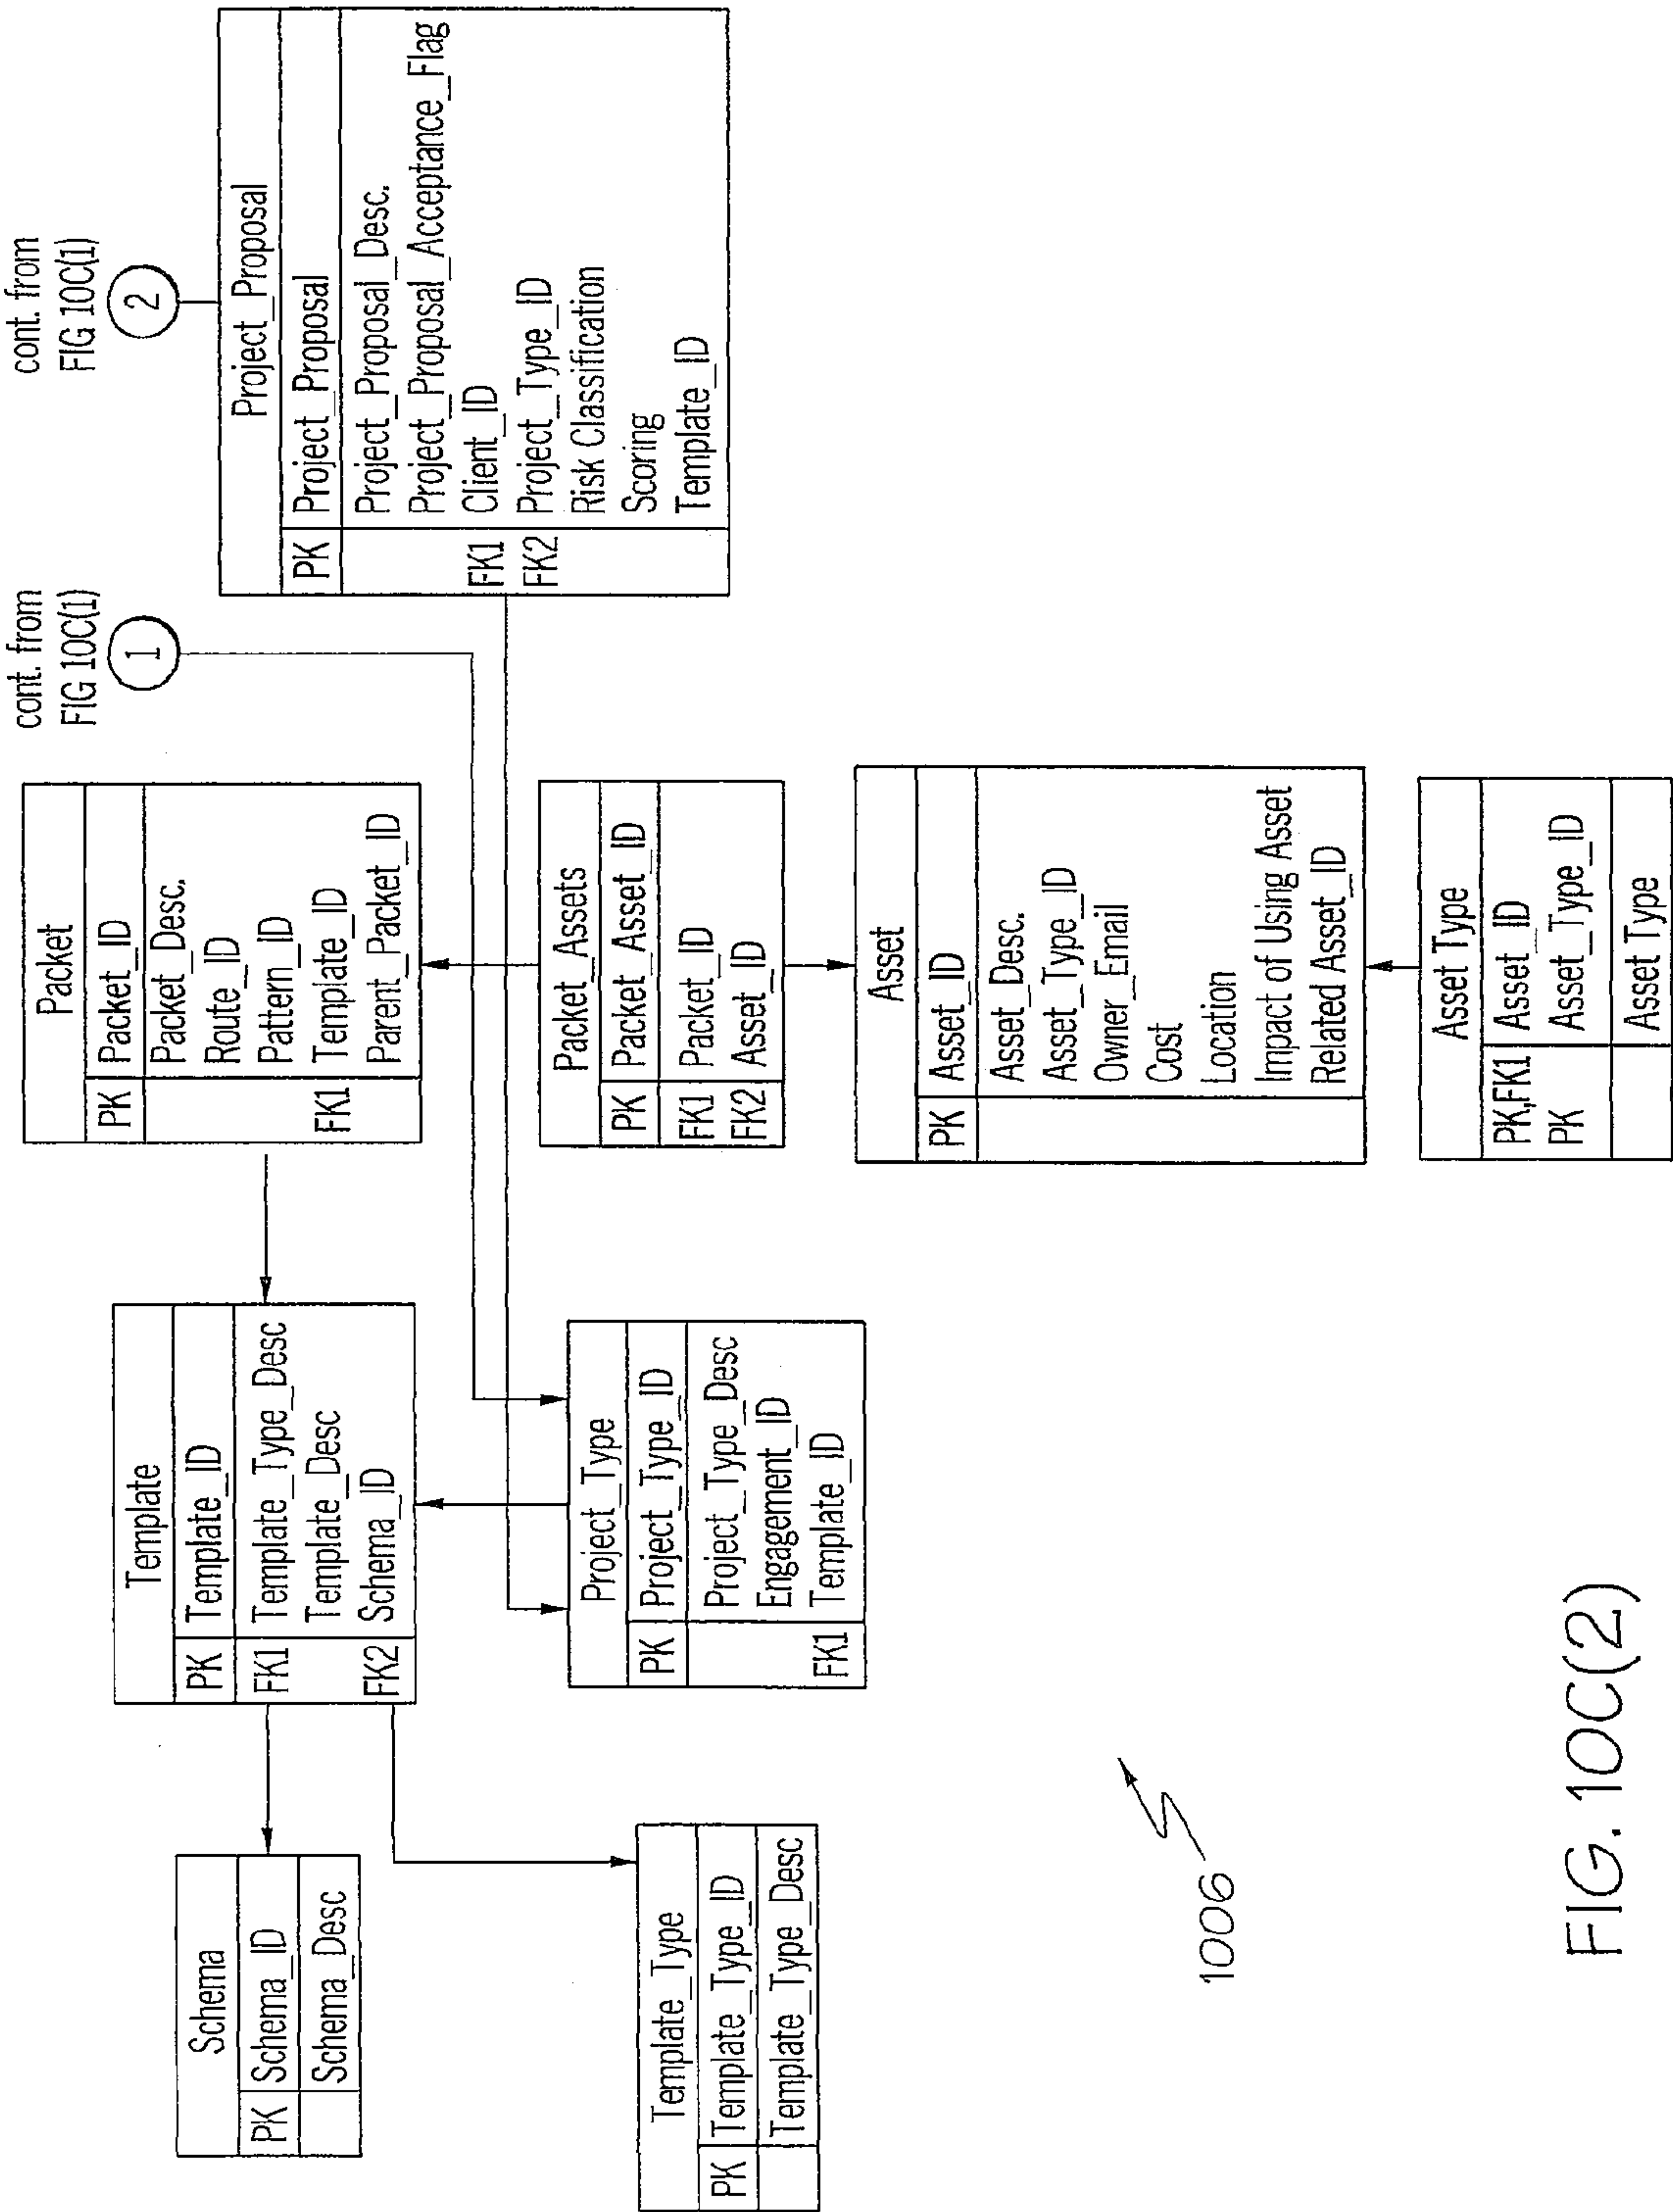 cont. from
FIG 10C(1)
2
cont. from
FIG 10C(1)
1
Schema
PK Schema_ID
Schema_Desc
Template
PK Template_ID
FK1 Template_Type_Desc
Template_Desc
FK2 Schema_ID
Packet
PK Packet_ID
Packet_Desc.
Route_ID
Pattern_ID
FK1 Template_ID
Parent_Packet_ID
Project_Proposal
PK Project_Proposal
Project_Proposal_Desc.
Project_Proposal_Acceptance_Flag
FK1 Client_ID
FK2 Project_Type_ID
Risk Classification
Scoring
Template_ID
Template_Type
PK Template_Type_ID
Template_Type_Desc
Project_Type
PK Project_Type_ID
Project_Type_Desc
Engagement_ID
FK1 Template_ID
Packet_Assets
PK Packet_Asset_ID
FK1 Packet_ID
FK2 Asset_ID
Asset
PK Asset_ID
Asset_Desc.
Asset_Type_ID
Owner_Email
Cost
Location
Impact of Using Asset
Related Asset_ID
Asset Type
PK,FK1 Asset_ID
PK Asset_Type_ID
Asset Type
1006
FIG. 10C(2)